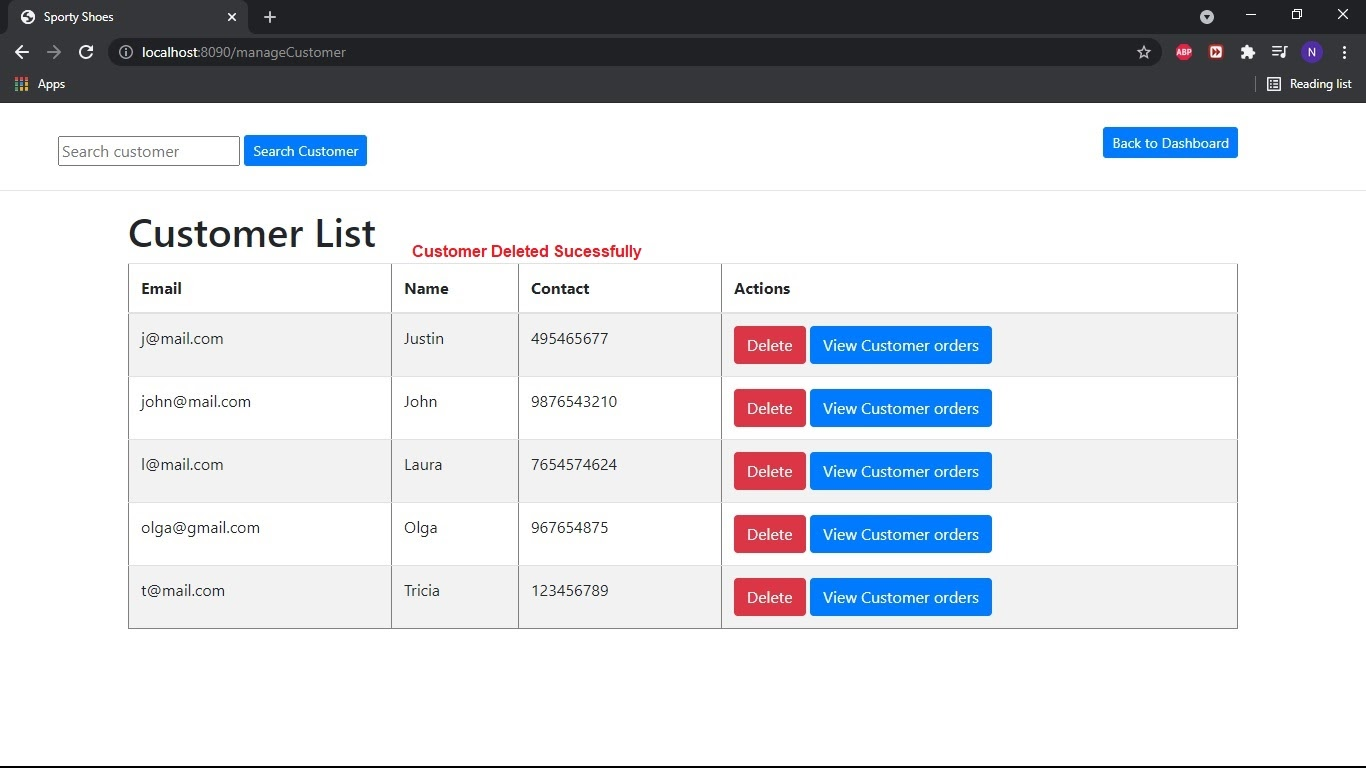 Sporty Shoes
localhost:8090/manageCustomer
ABP
N
Apps
Reading list
Search customer Search Customer
Back to Dashboard
Customer List
Customer Deleted Sucessfully
Email Name Contact Actions
j@mail.com Justin 495465677 Delete View Customer orders
john@mail.com John 9876543210 Delete View Customer orders
l@mail.com Laura 7654574624 Delete View Customer orders
olga@gmail.com Olga 967654875 Delete View Customer orders
t@mail.com Tricia 123456789 Delete View Customer orders